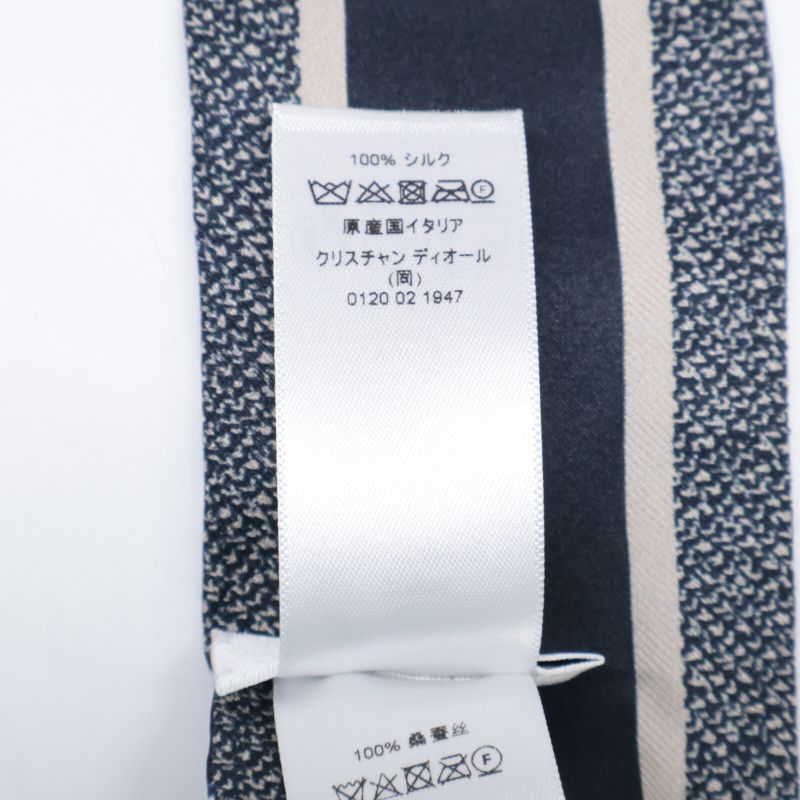 100% シルク
F
原産国イタリア
クリスチャン ディオール
(岡)
0120 02 1947
100% 桑蚕丝
F